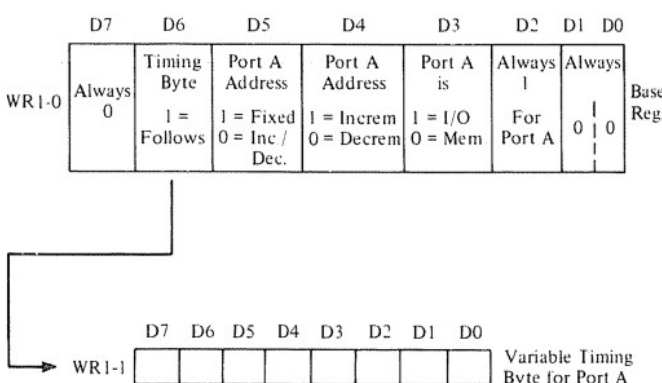 D7 D6 D5 D4 D3 D2 D1 D0
WR1-0
Always
0
Timing
Byte
1 =
Follows
Port A
Address
1 = Fixed
0 = Inc /
Dec.
Port A
Address
1 = Increm
0 = Decrem
Port A
is
1 = I/O
0 = Mem
Always
1
For
Port A
Always
0 0
Base
Reg.
D7 D6 D5 D4 D3 D2 D1 D0
WR1-1
Variable Timing
Byte for Port A